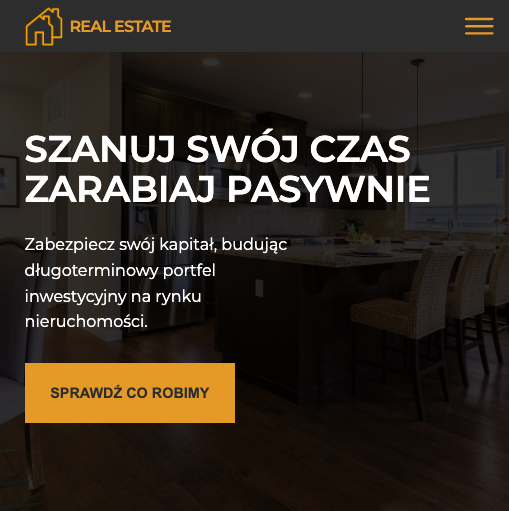 REAL ESTATE
SZANUJ SWÓJ CZAS
ZARABIAJ PASYWNIE
Zabezpiecz swój kapitał, budując
długoterminowy portfel
inwestycyjny na rynku
nieruchomości.
SPRAWDŹ CO ROBIMY